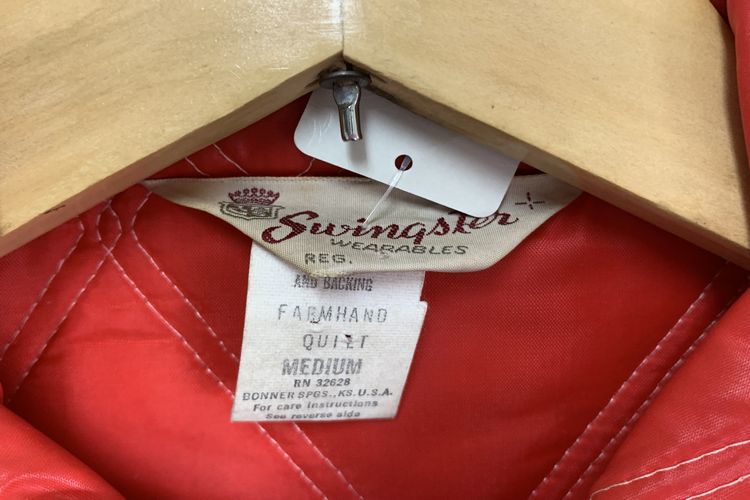 Swingster
WEARABLES
REG.
AND BACKING
FARMHAND
QUILT
MEDIUM
RN 32628
BONNER SPGS., KS. U.S.A.
For care instructions
See reverse side